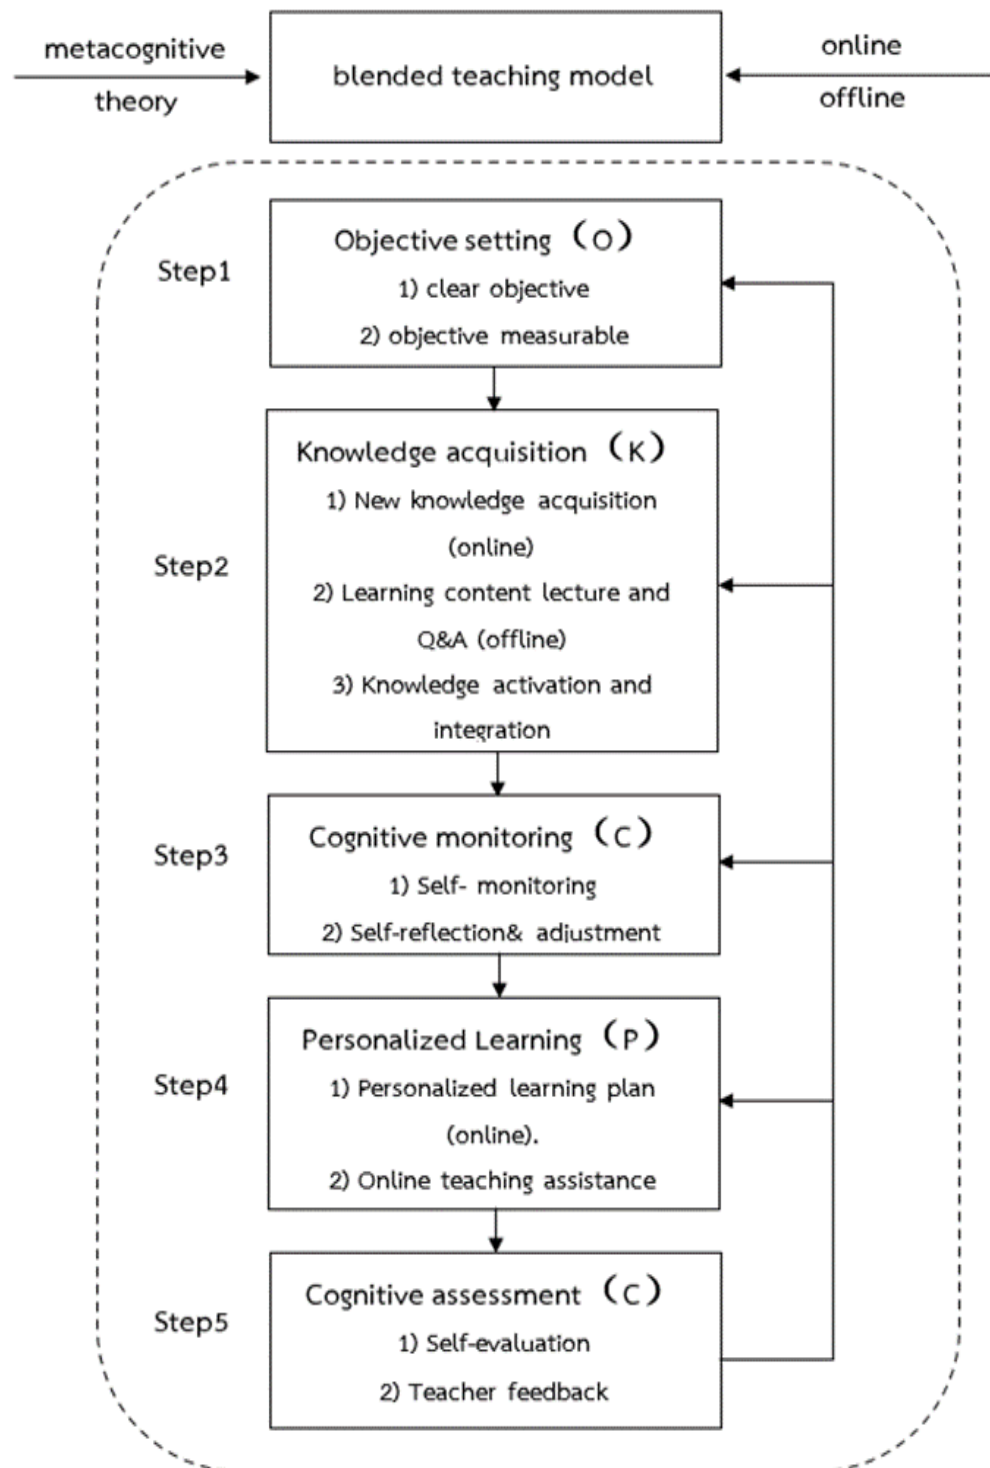 metacognitive
theory
blended teaching model
online
offline
Step1
Objective setting (O)
1) clear objective
2) objective measurable
Step2
Knowledge acquisition (K)
1) New knowledge acquisition
(online)
2) Learning content lecture and
Q&A (offline)
3) Knowledge activation and
integration
Step3
Cognitive monitoring (C)
1) Self- monitoring
2) Self-reflection& adjustment
Step4
Personalized Learning (P)
1) Personalized learning plan
(online).
2) Online teaching assistance
Step5
Cognitive assessment (C)
1) Self-evaluation
2) Teacher feedback